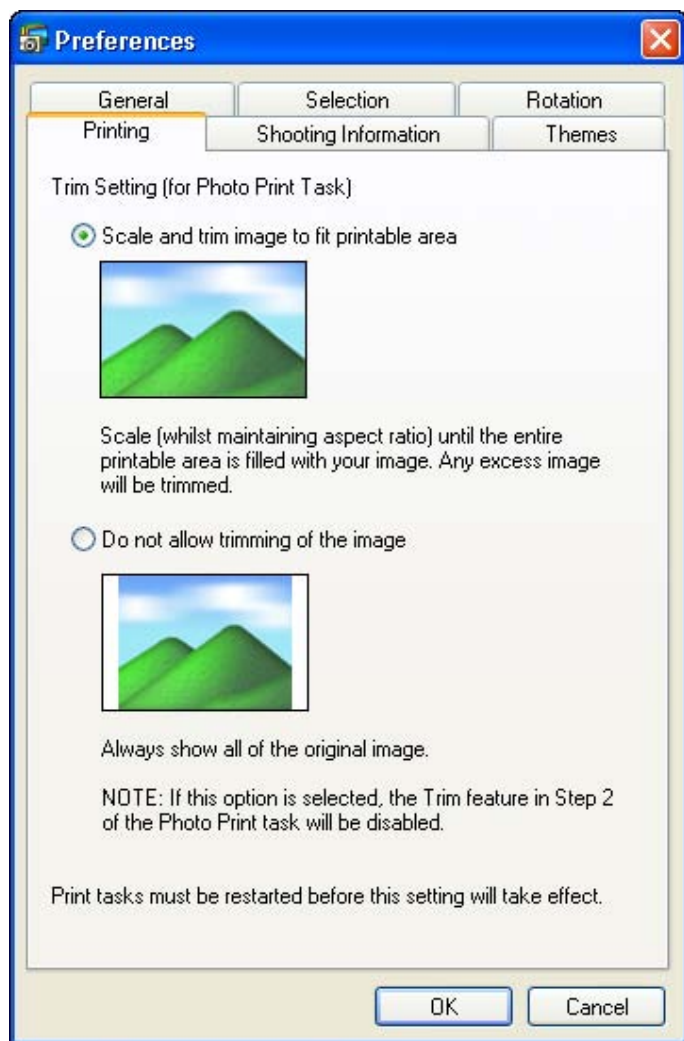 Preferences
General Selection Rotation
Printing Shooting Information Themes
Trim Setting (for Photo Print Task)
Scale and trim image to fit printable area
Scale (whilst maintaining aspect ratio) until the entire
printable area is filled with your image. Any excess image
will be trimmed.
Do not allow trimming of the image
Always show all of the original image.
NOTE: If this option is selected, the Trim feature in Step 2
of the Photo Print task will be disabled.
Print tasks must be restarted before this setting will take effect.
OK Cancel